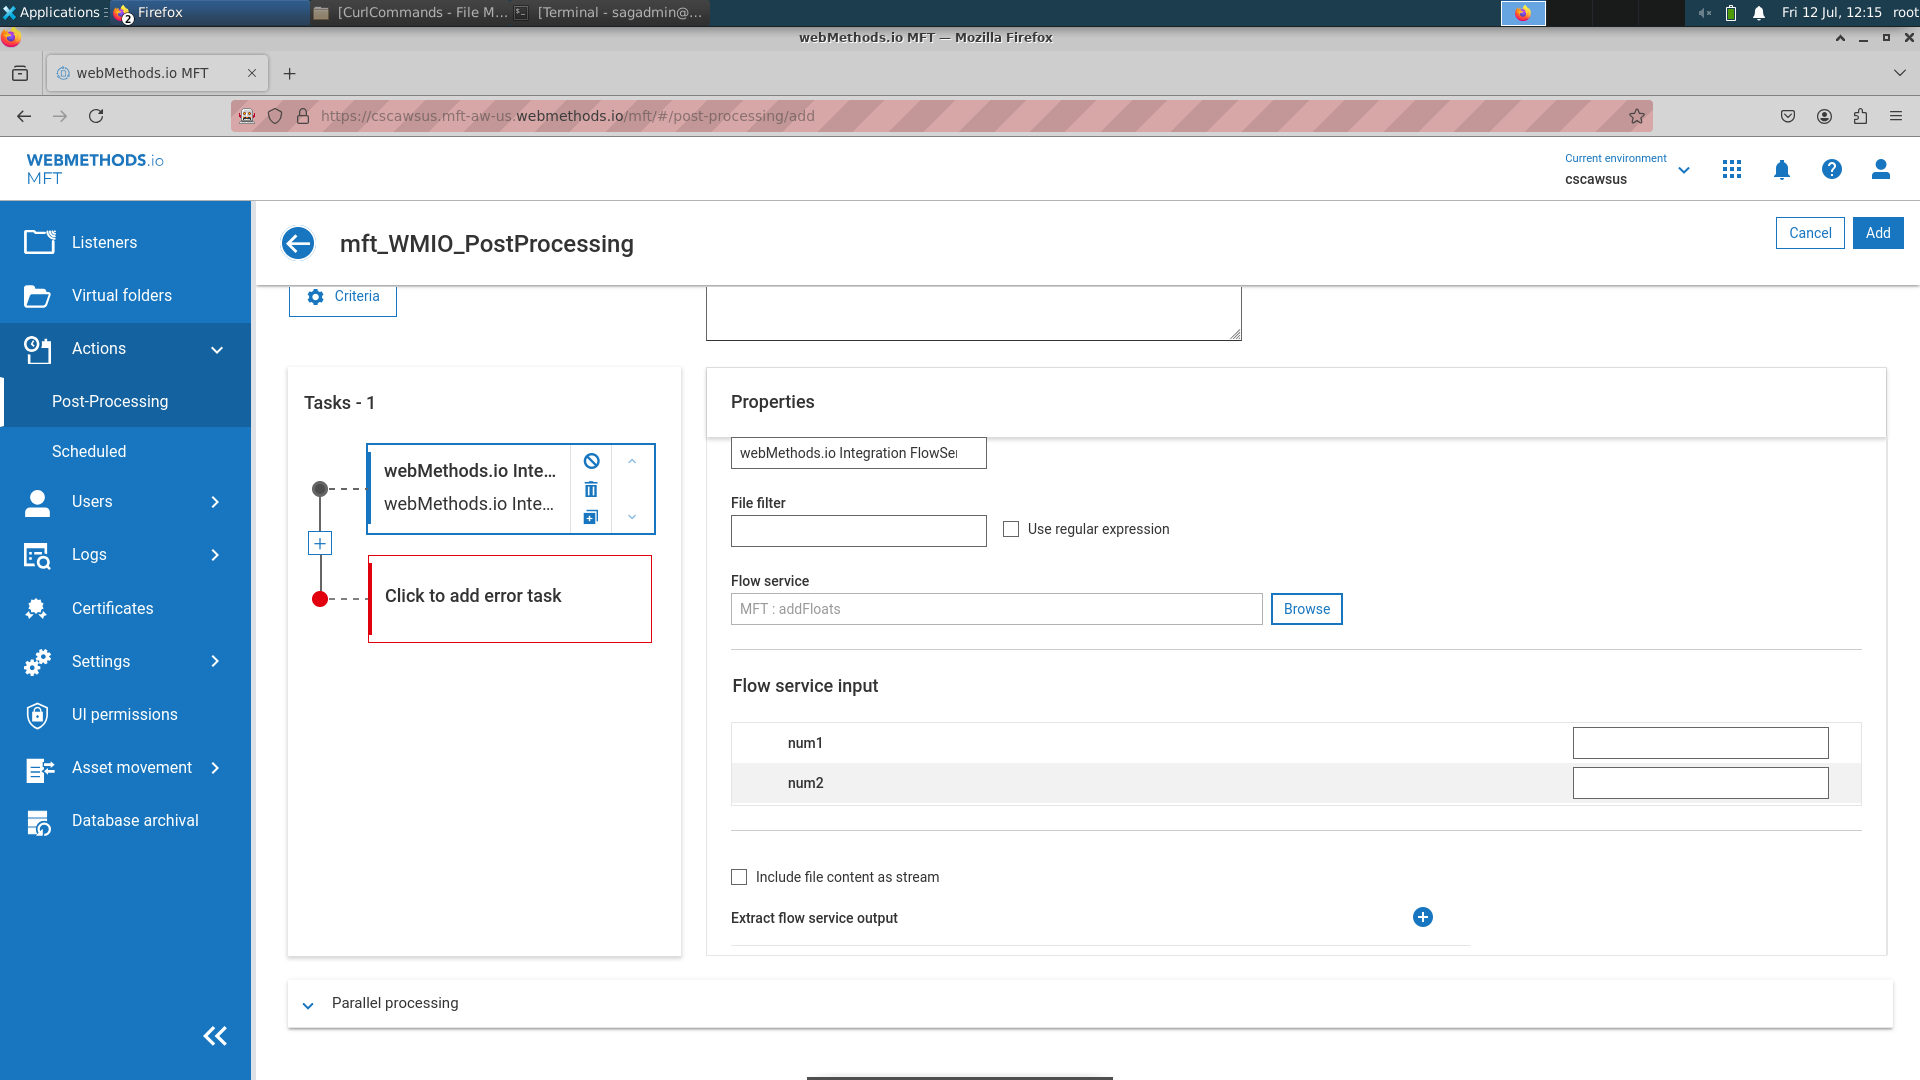 Applications
2
Firefox
[CurlCommands - File M...
[Terminal - sagadmin@...
Fri 12 Jul, 12:15
root
webMethods.io MFT — Mozilla Firefox
webMethods.io MFT
https://cscawsus.mft-aw-us.webmethods.io/mft/#/post-processing/add
WEBMETHODS.io
MFT
Current environment
cscawsus
Listeners
Virtual folders
Actions
Post-Processing
Scheduled
Users
Logs
Certificates
Settings
UI permissions
Asset movement
Database archival
mft_WMIO_PostProcessing
Cancel
Add
Criteria
Tasks - 1
webMethods.io Inte...
webMethods.io Inte...
Click to add error task
Properties
webMethods.io Integration FlowSe
File filter
Use regular expression
Flow service
MFT : addFloats
Browse
Flow service input
num1
num2
Include file content as stream
Extract flow service output
Parallel processing